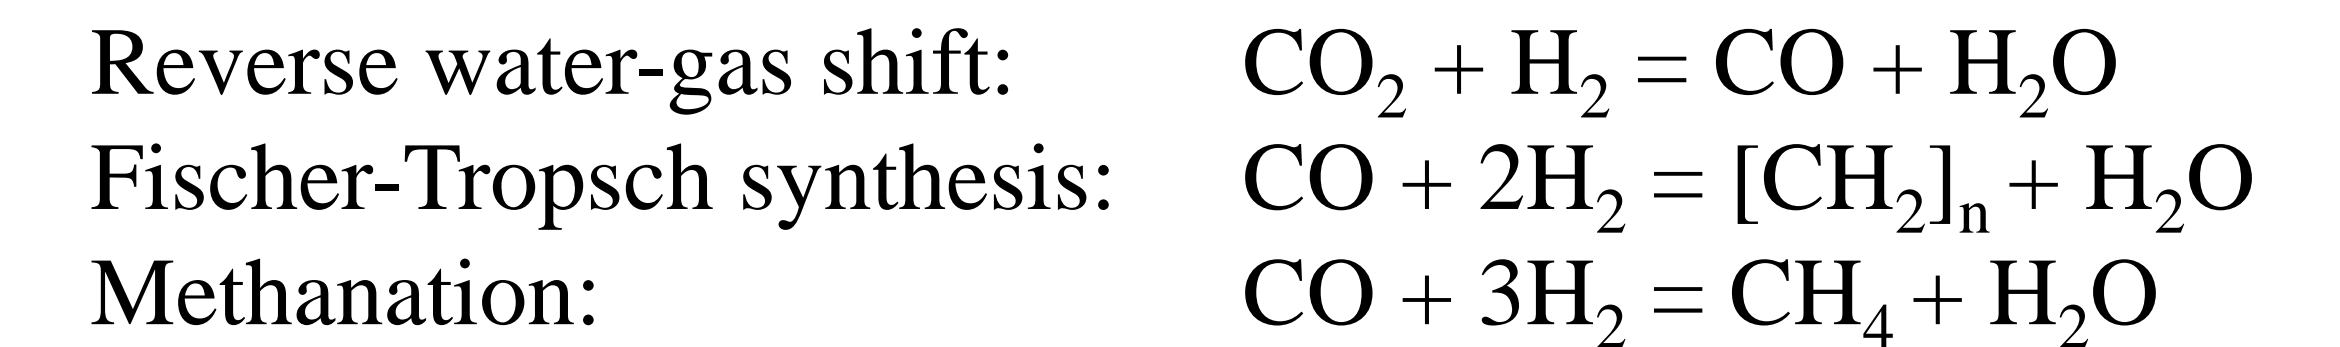 Reverse water-gas shift: CO₂ + H₂ = CO + H₂O
Fischer-Tropsch synthesis: CO + 2H₂ = [CH₂]ₙ + H₂O
Methanation: CO + 3H₂ = CH₄ + H₂O